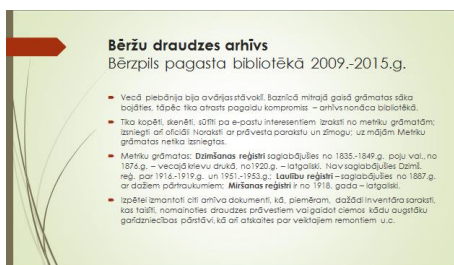 Bēržu draudzes arhīvs
Bērzpils pagasta bibliotēkā 2009.-2015.g.
Vecā plebānija bija avārijas stāvoklī. Baznīcā mitrajā gaisā grāmatas sāka
bojāties, tāpēc tika atrasts pagaidu kompromiss – arhīvs nonāca bibliotēkā.
Tika kopēti, skenēti, sūtīti pa e-pastu interesentiem izraksti no metriku grāmatām;
izsniegti arī oficiāli Noraksti ar prāvesta parakstu un zīmogu; uz mājām Metriku
grāmatas netika izsniegtas.
Metriku grāmatas: Dzimšanas reģistri saglabājušies no 1835.-1849.g. poļu val., no
1876.g. – vecajā krievu drukā, no1920.g. – latgaliski. Nav saglabājušies Dzimš.
reģ. par 1916.-1919.g. un 1951.-1953.g.; Laulību reģistri – saglabājušies no 1887.g.
ar dažiem pārtraukumiem; Miršanas reģistri ir no 1918. gada – latgaliski.
Izpētei izmantoti citi arhīva dokumenti, kā, piemēram, dažādi Inventāra saraksti,
kas taisīti, nomainoties draudzes prāvestiem vai gaidot ciemos kādu augstāku
garīdzniecības pārstāvi, kā arī atskaites par veiktajiem remontiem u.c.